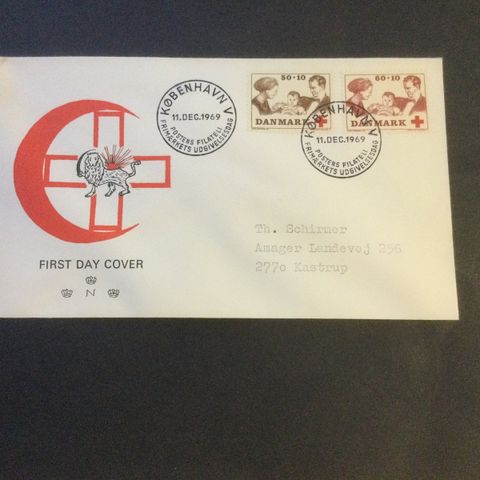 50+10
DANMARK
60+10
DANMARK
KØBENHAVN V
11.DEC.1969
POSTENS FILATELI
FRIMÆRKETS UDGIVELSESDAG
KØBENHAVN V
11.DEC.1969
POSTENS FILATELI
FRIMÆRKETS UDGIVELSESDAG
Th. Schirmer
Amager Landevej 256
277o Kastrup
FIRST DAY COVER
N